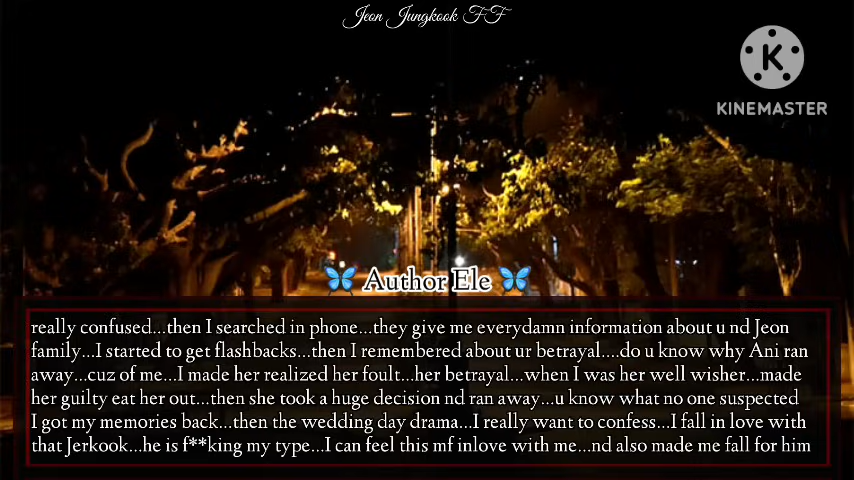 Jeon Jungkook FF
KINEMASTER
Author Ele
really confused...then I searched in phone...they give me everydamn information about u nd Jeon
family...I started to get flashbacks...then I remembered about ur betrayal....do u know why Ani ran
away...cuz of me...I made her realized her foult...her betrayal...when I was her well wisher...made
her guilty eat her out...then she took a huge decision nd ran away...u know what no one suspected
I got my memories back...then the wedding day drama...I really want to confess...I fall in love with
that Jerkook...he is f**king my type...I can feel this mf inlove with me...nd also made me fall for him